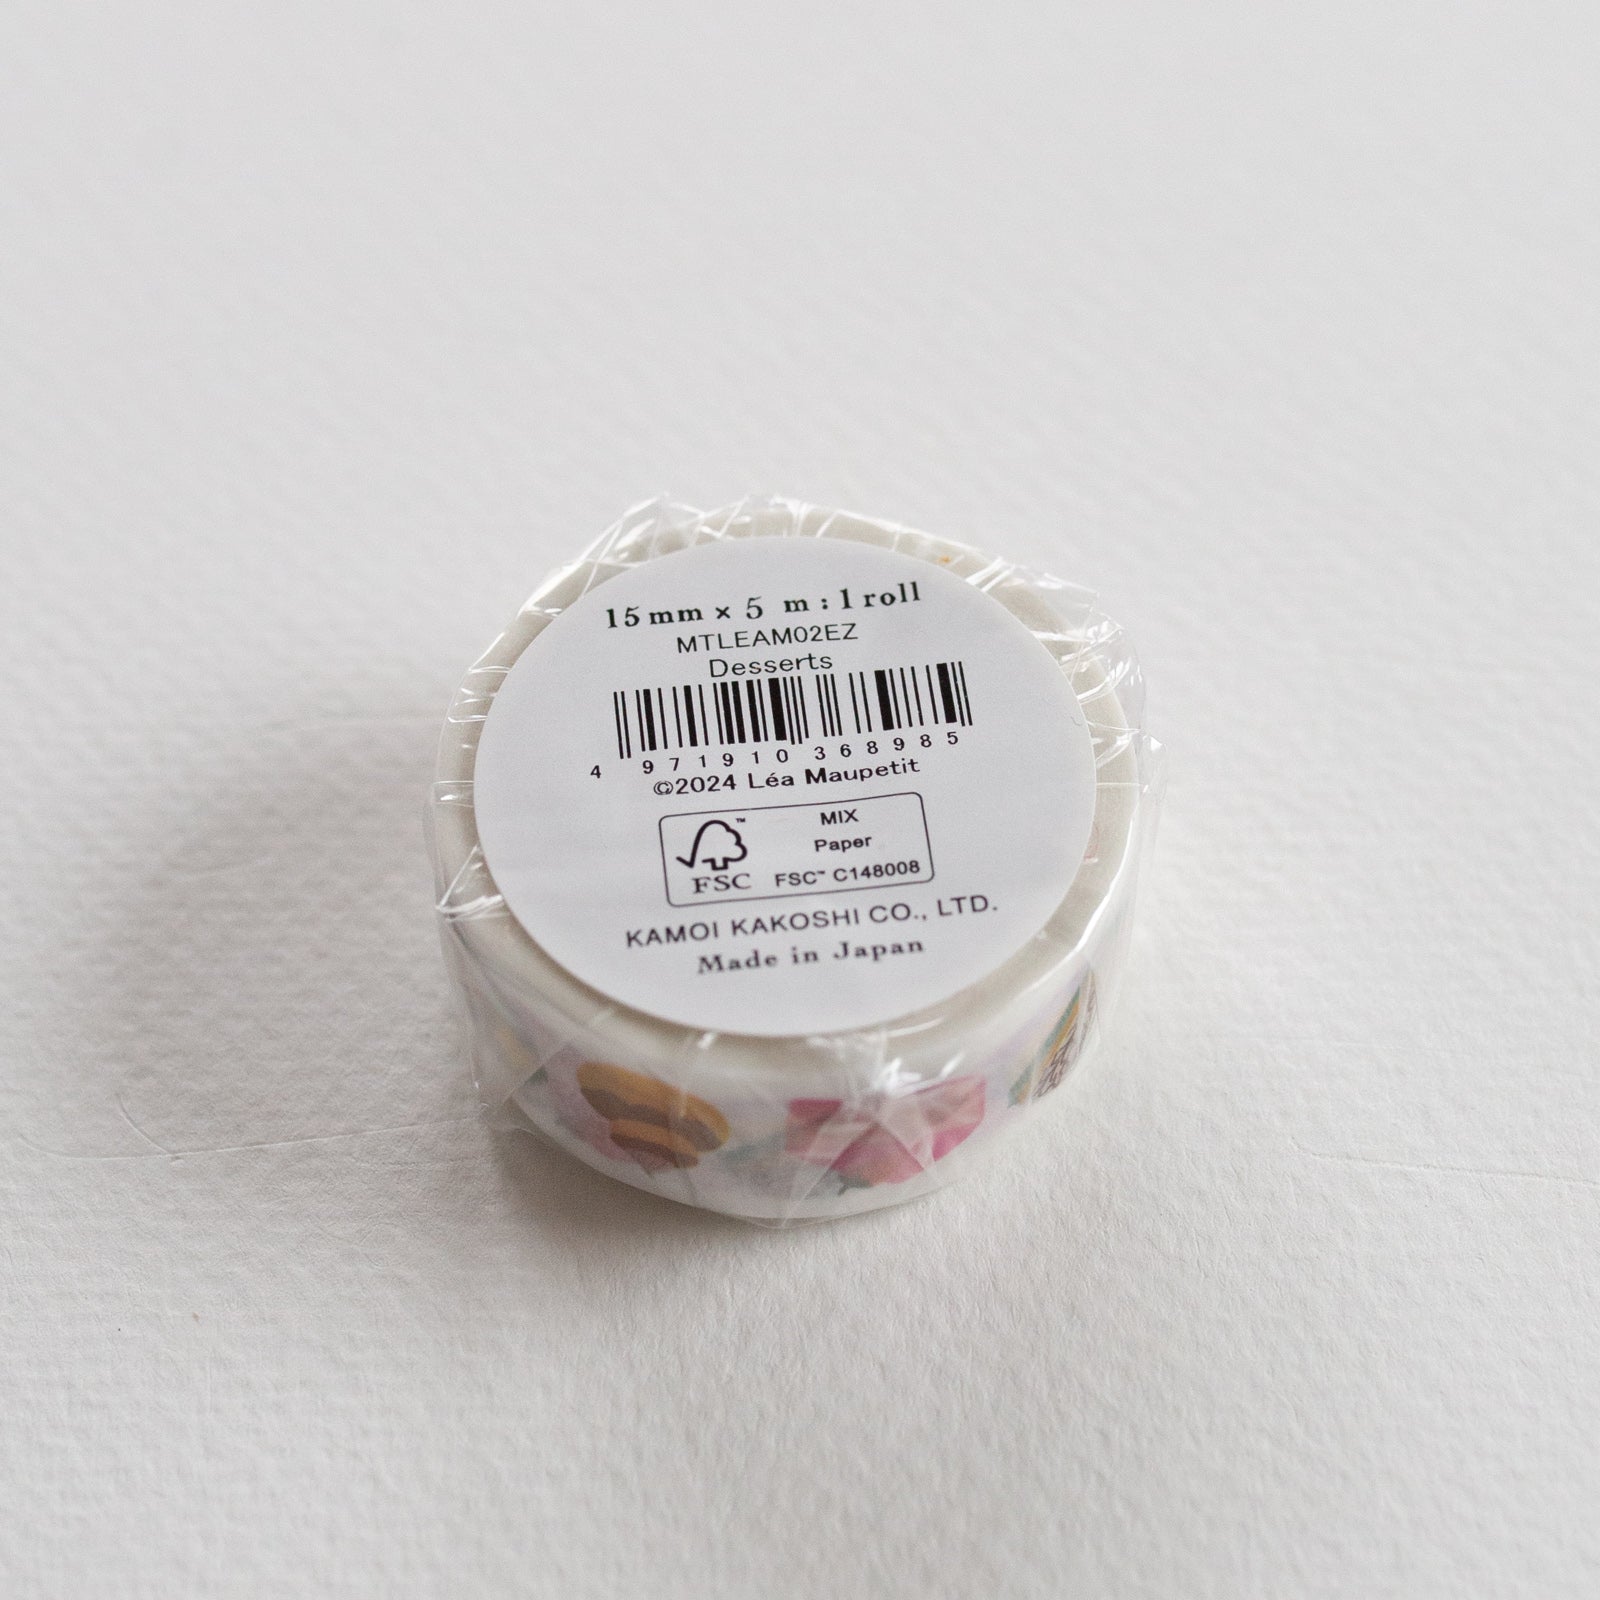 15mm × 5 m : 1 roll
MTLEAM02EZ
Desserts
4 971910 368985
©2024 Léa Maupetit
FSC™
MIX
Paper
FSC™ C148008
KAMOI KAKOSHI CO., LTD.
Made in Japan